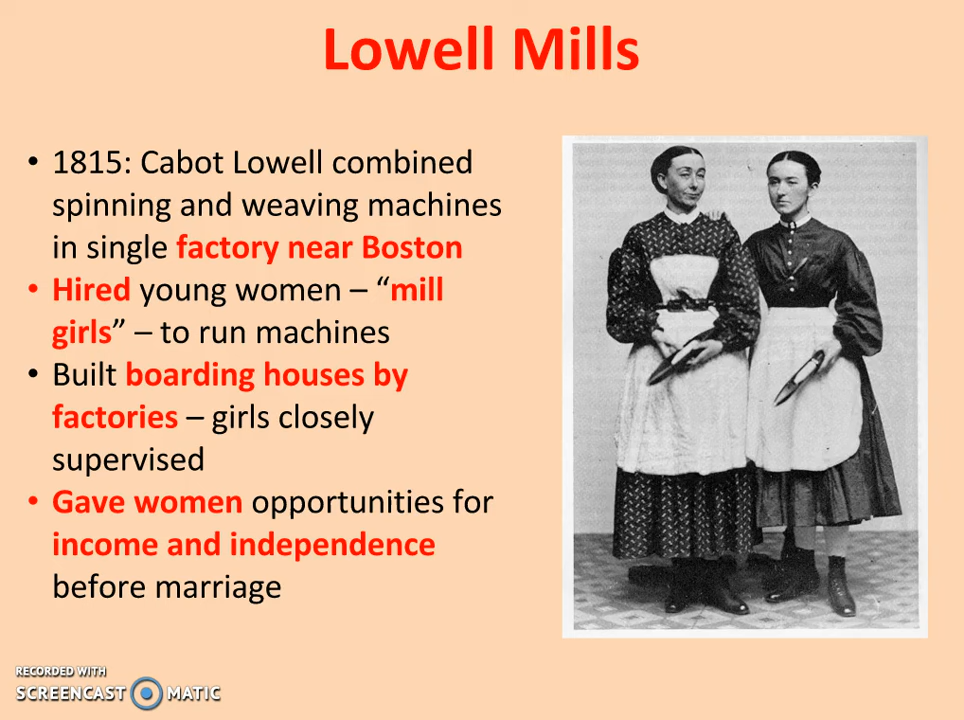 Lowell Mills
• 1815: Cabot Lowell combined
spinning and weaving machines
in single factory near Boston
• Hired young women – “mill
girls” – to run machines
• Built boarding houses by
factories – girls closely
supervised
• Gave women opportunities for
income and independence
before marriage
RECORDED WITH
SCREENCAST MATIC